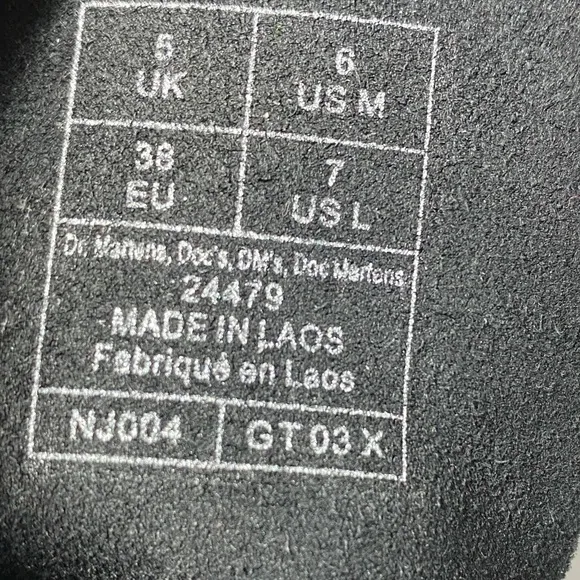 5
UK
6
US M
38
EU
7
US L
Dr. Martens, Doc's, DM's, Doc Martens
24479
MADE IN LAOS
Fabriqué en Laos
NJ004
GT 03 X